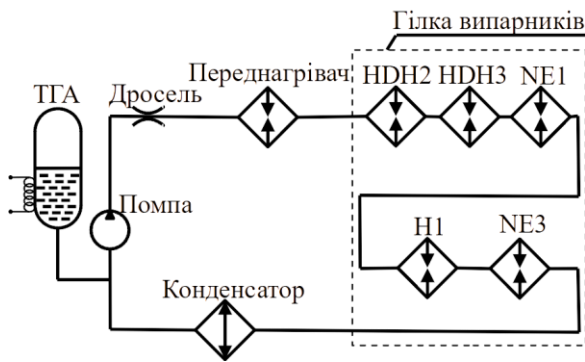 Гілка випарників
Переднагрівач
HDH2 HDH3 NE1
ТГА
Дросель
Помпа
H1
NE3
Конденсатор